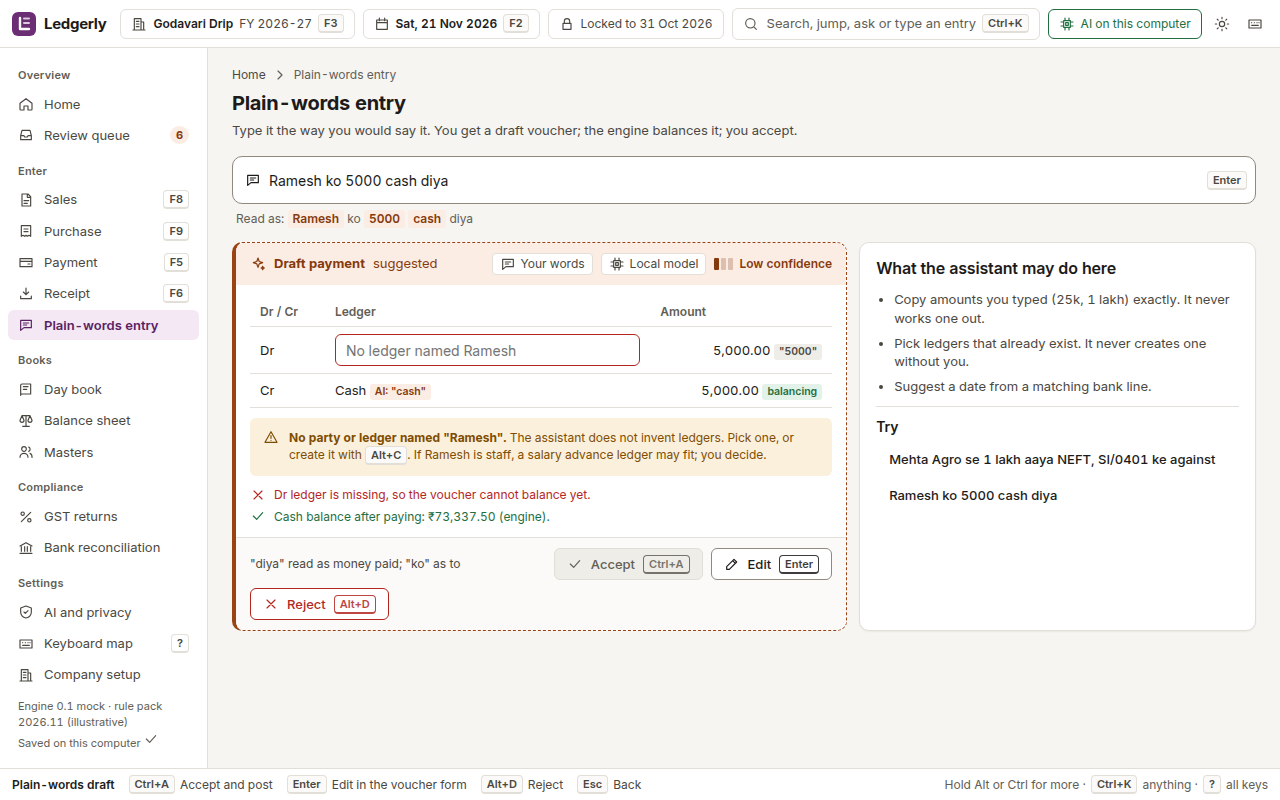 Ledgerly
Godavari Drip FY 2026-27 F3
Sat, 21 Nov 2026 F2
Locked to 31 Oct 2026
Search, jump, ask or type an entry Ctrl+K
AI on this computer
Overview
Home
Review queue 6
Enter
Sales F8
Purchase F9
Payment F5
Receipt F6
Plain-words entry
Books
Day book
Balance sheet
Masters
Compliance
GST returns
Bank reconciliation
Settings
AI and privacy
Keyboard map ?
Company setup
Engine 0.1 mock · rule pack
2026.11 (illustrative)
Saved on this computer
Home Plain-words entry
Plain-words entry
Type it the way you would say it. You get a draft voucher; the engine balances it; you accept.
Ramesh ko 5000 cash diya Enter
Read as: Ramesh ko 5000 cash diya
Draft payment suggested Your words Local model Low confidence
Dr / Cr Ledger Amount
Dr No ledger named Ramesh 5,000.00 "5000"
Cr Cash AI: "cash" 5,000.00 balancing
No party or ledger named "Ramesh". The assistant does not invent ledgers. Pick one, or
create it with Alt+C. If Ramesh is staff, a salary advance ledger may fit; you decide.
Dr ledger is missing, so the voucher cannot balance yet.
Cash balance after paying: ₹73,337.50 (engine).
"diya" read as money paid; "ko" as to Accept Ctrl+A Edit Enter
Reject Alt+D
What the assistant may do here
• Copy amounts you typed (25k, 1 lakh) exactly. It never
works one out.
• Pick ledgers that already exist. It never creates one
without you.
• Suggest a date from a matching bank line.
Try
Mehta Agro se 1 lakh aaya NEFT, SI/0401 ke against
Ramesh ko 5000 cash diya
Plain-words draft Ctrl+A Accept and post Enter Edit in the voucher form Alt+D Reject Esc Back
Hold Alt or Ctrl for more · Ctrl+K anything · ? all keys